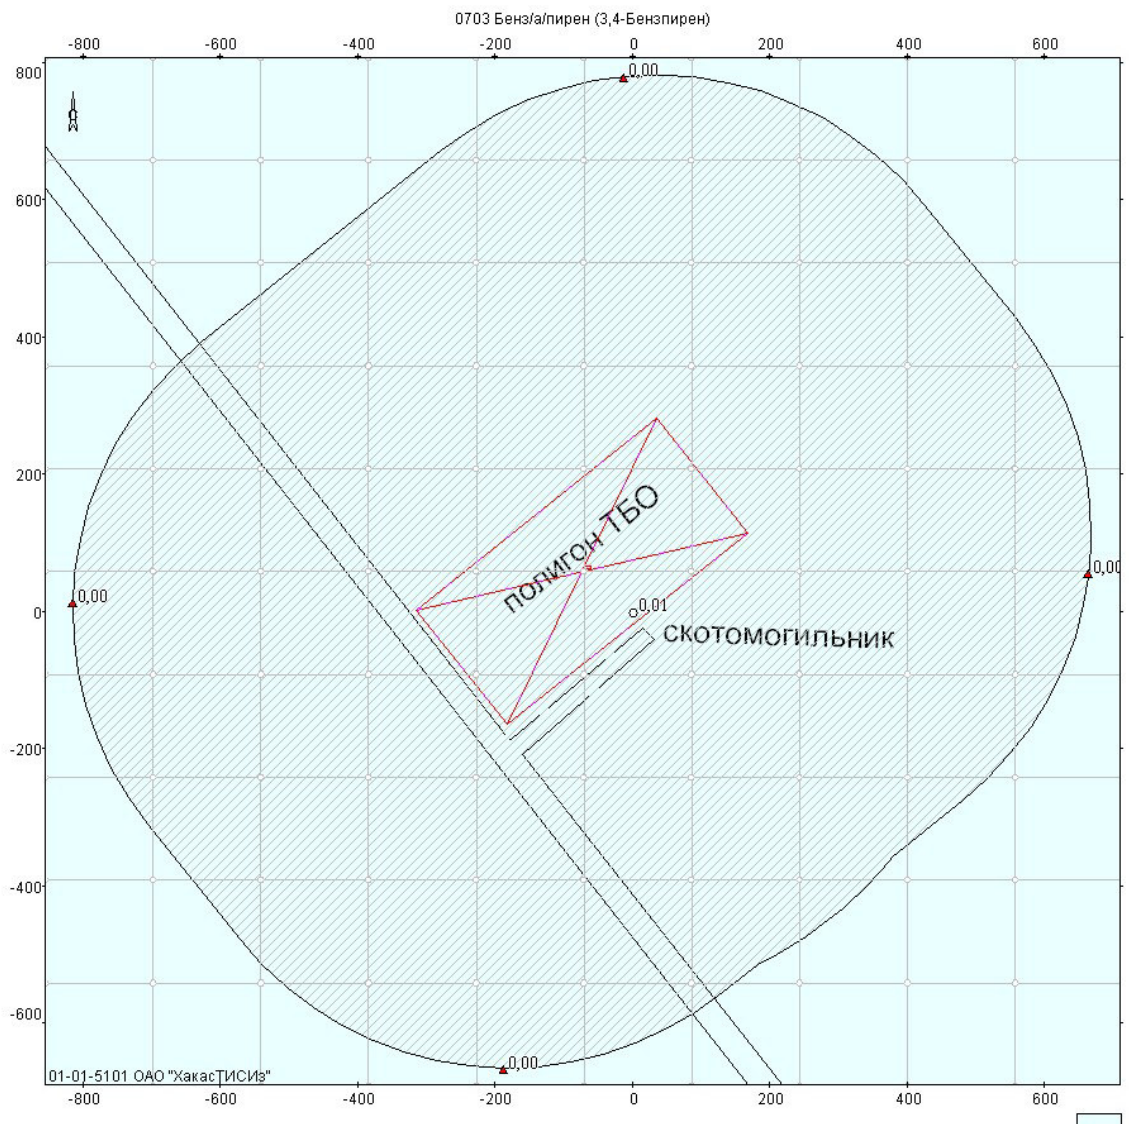 0703 Бенз/а/пирен (3,4-Бензпирен)
-800 -600 -400 -200 0 200 400 600
800
0,00
С
600
400
200
ПОЛИГОН ТБО
0,00
0,00
0
0,01
СКОТОМОГИЛЬНИК
-200
-400
-600
0,00
01-01-5101 ОАО "ХакасТИСИз"
-800 -600 -400 -200 0 200 400 600